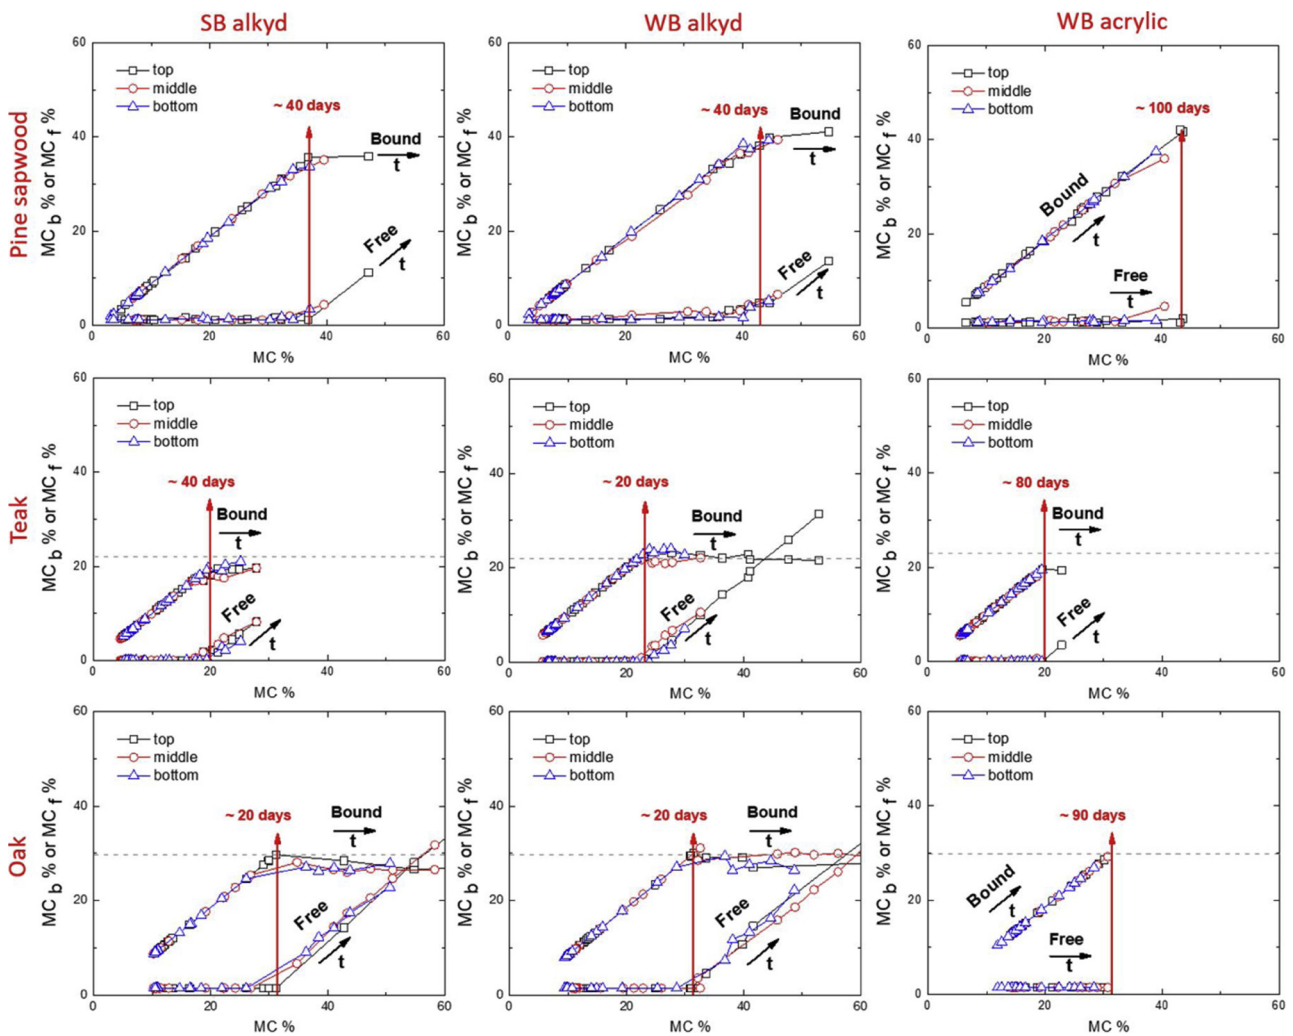 SB alkyd
WB alkyd
WB acrylic
Pine sapwood
MC b % or MC f %
60
40
20
0
top
middle
bottom
~ 40 days
Bound
t
Free
t
0 20 40 60
MC %
MC b % or MC f %
60
40
20
0
top
middle
bottom
~ 40 days
Bound
t
Free
t
0 20 40 60
MC %
MC b % or MC f %
60
40
20
0
top
middle
bottom
~ 100 days
Bound
t
Free
t
0 20 40 60
MC %
Teak
MC b % or MC f %
60
40
20
0
top
middle
bottom
~ 40 days
Bound
t
Free
t
0 20 40 60
MC %
MC b % or MC f %
60
40
20
0
top
middle
bottom
~ 20 days
Bound
t
Free
t
0 20 40 60
MC %
MC b % or MC f %
60
40
20
0
top
middle
bottom
~ 80 days
Bound
t
Free
t
0 20 40 60
MC %
Oak
MC b % or MC f %
60
40
20
0
top
middle
bottom
~ 20 days
Bound
t
Free
t
0 20 40 60
MC %
MC b % or MC f %
60
40
20
0
top
middle
bottom
~ 20 days
Bound
t
Free
t
0 20 40 60
MC %
MC b % or MC f %
60
40
20
0
top
middle
bottom
~ 90 days
Bound
t
Free
t
0 20 40 60
MC %